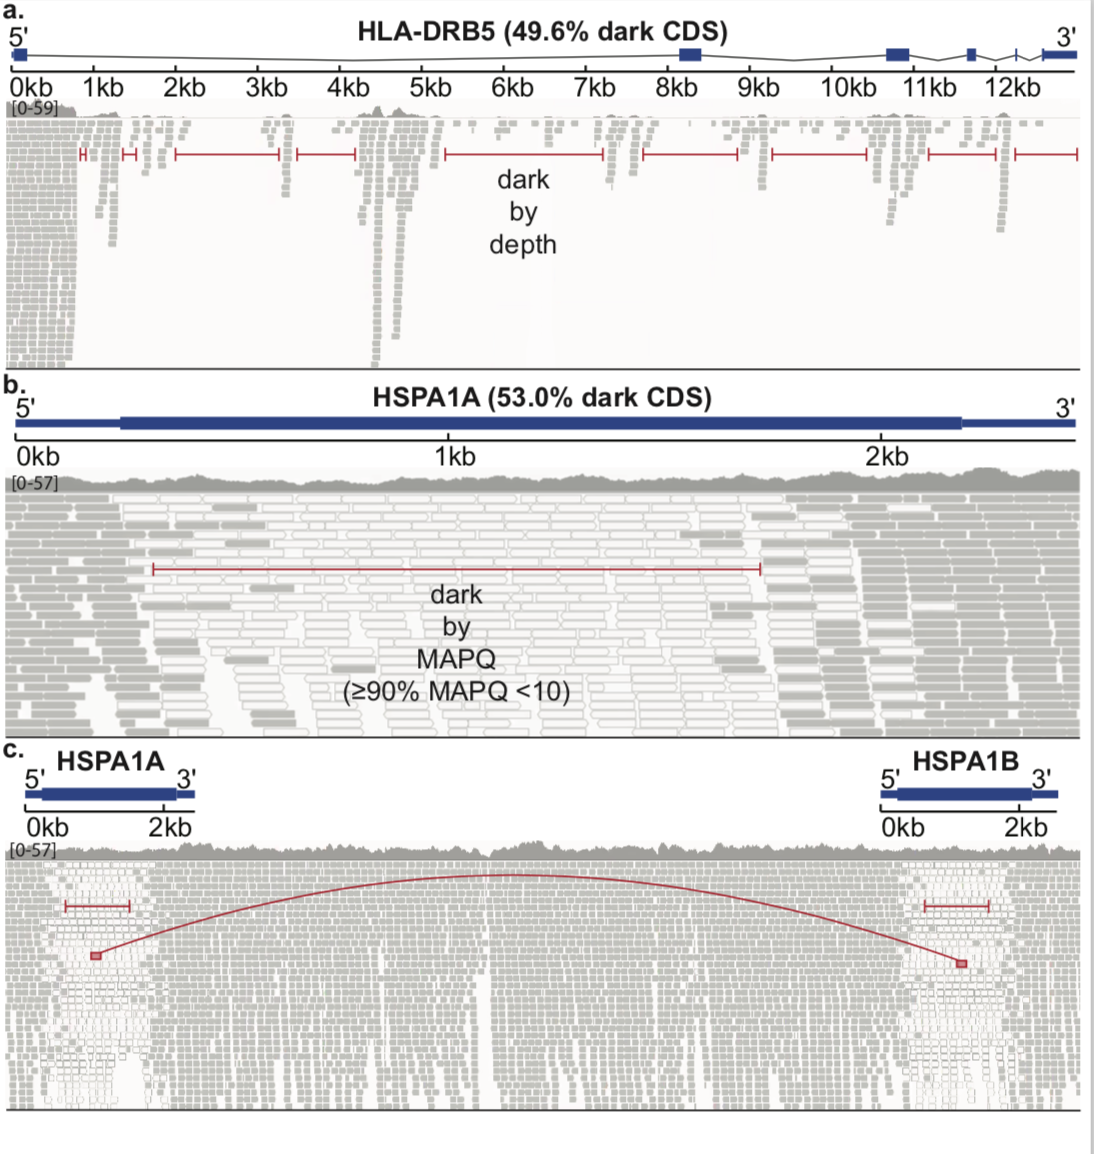 a.
HLA-DRB5 (49.6% dark CDS)
5' 3'
0kb 1kb 2kb 3kb 4kb 5kb 6kb 7kb 8kb 9kb 10kb 11kb 12kb
[0-59]
dark
by
depth
b.
HSPA1A (53.0% dark CDS)
5' 3'
0kb 1kb 2kb
[0-57]
dark
by
MAPQ
(≥90% MAPQ <10)
c.
HSPA1A HSPA1B
5' 3' 5' 3'
0kb 2kb 0kb 2kb
[0-57]